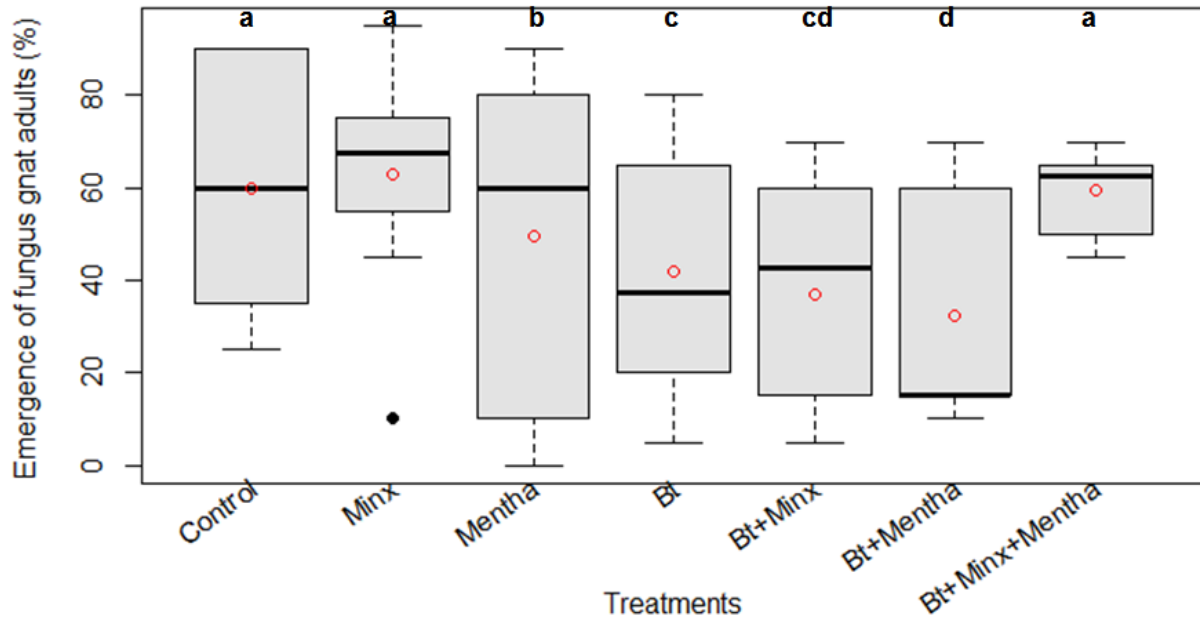 a a b c cd d a
Emergence of fungus gnat adults (%)
80
60
40
20
0
Control Minx Mentha Bt Bt+Minx Bt+Mentha Bt+Minx+Mentha
Treatments